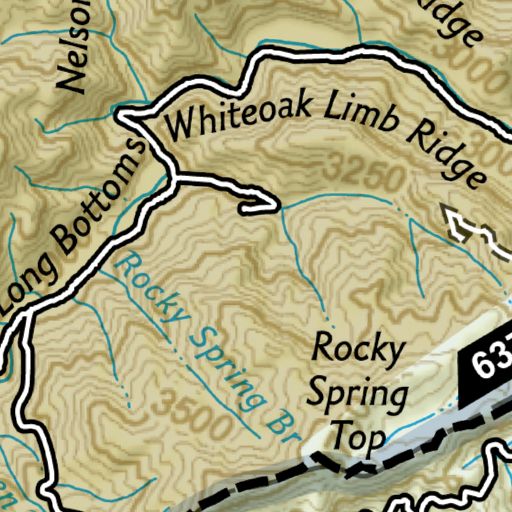 Ridge
Nelson
3000
Whiteoak Limb Ridge
3250
Long Bottoms
Rocky Spring Br
3500
Rocky
Spring
Top